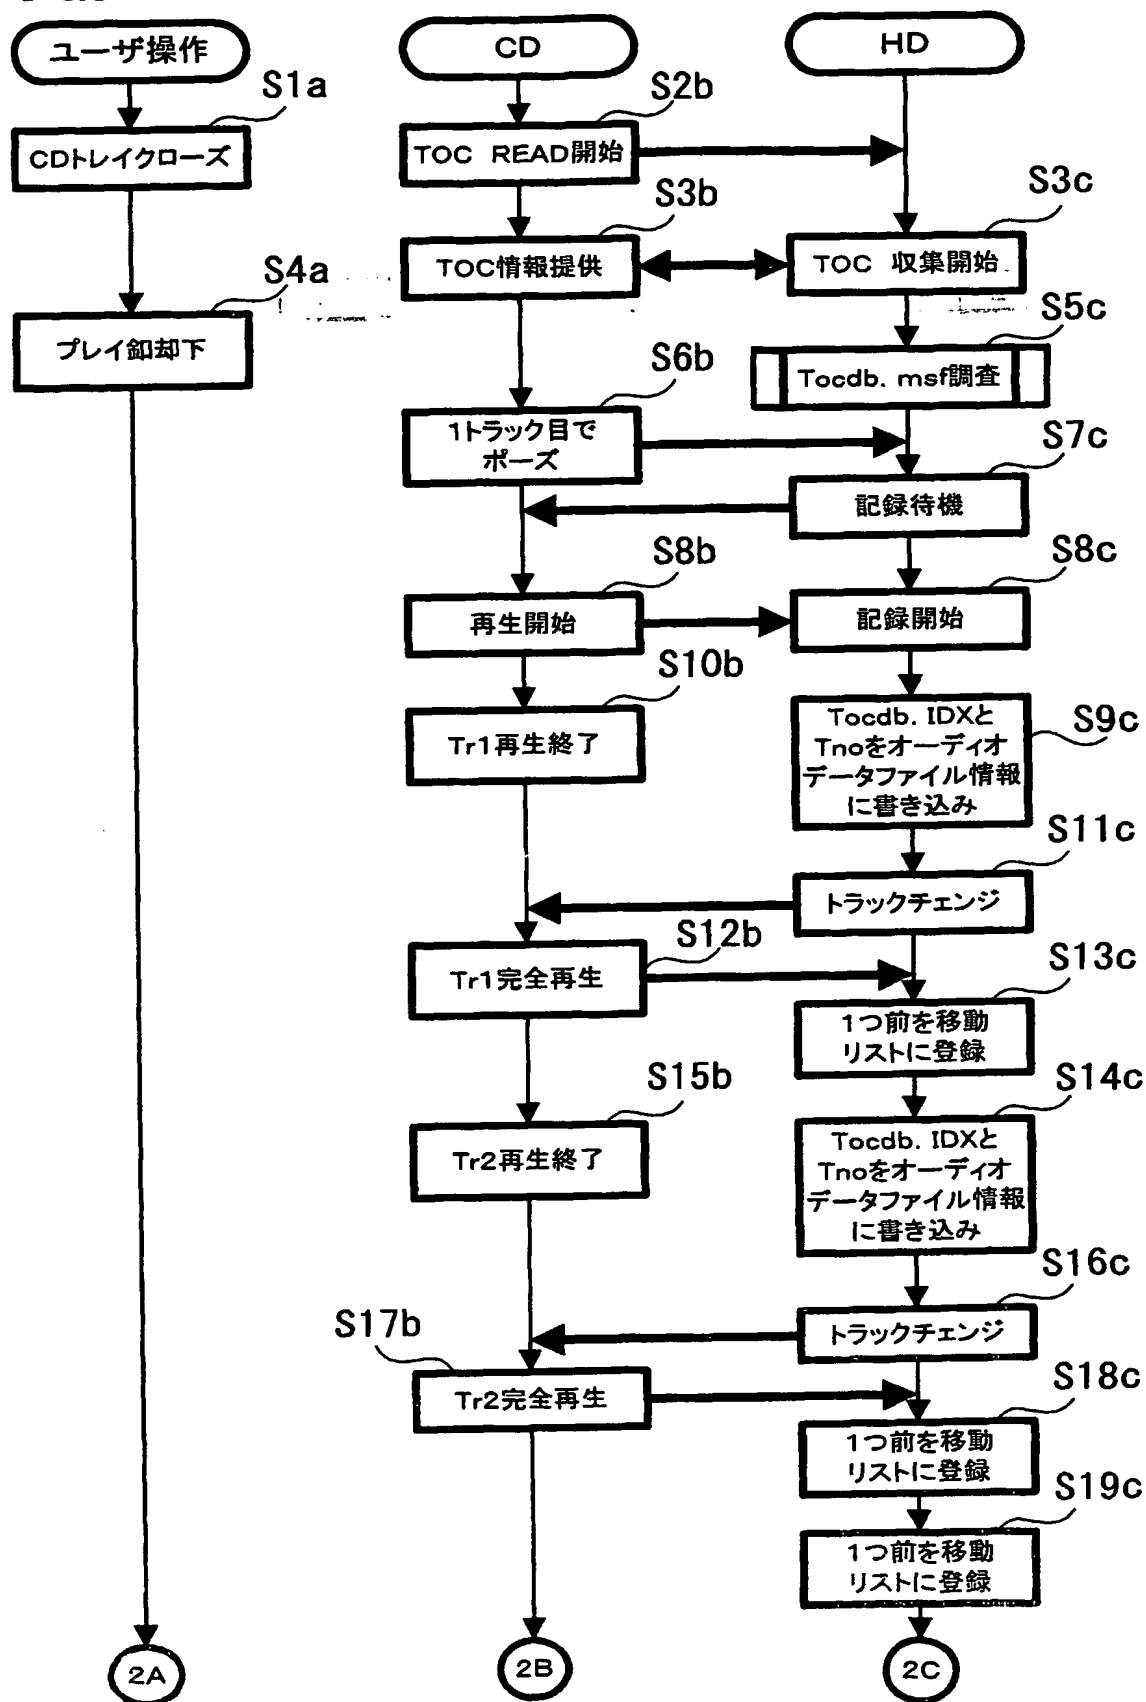 ユーザ操作
CD
HD
S1a
S2b
CDトレイクローズ
TOC READ開始
S3b
S3c
TOC情報提供
TOC 収集開始
S4a
S5c
プレイ釦却下
Tocdb. msf調査
S6b
1トラック目で
ポーズ
S7c
記録待機
S8b
S8c
再生開始
記録開始
S10b
Tr1再生終了
S9c
Tocdb. IDXと
Tnoをオーディオ
データファイル情報
に書き込み
S11c
トラックチェンジ
S12b
Tr1完全再生
S13c
1つ前を移動
リストに登録
S15b
Tr2再生終了
S14c
Tocdb. IDXと
Tnoをオーディオ
データファイル情報
に書き込み
S16c
トラックチェンジ
S17b
Tr2完全再生
S18c
1つ前を移動
リストに登録
S19c
1つ前を移動
リストに登録
2A
2B
2C